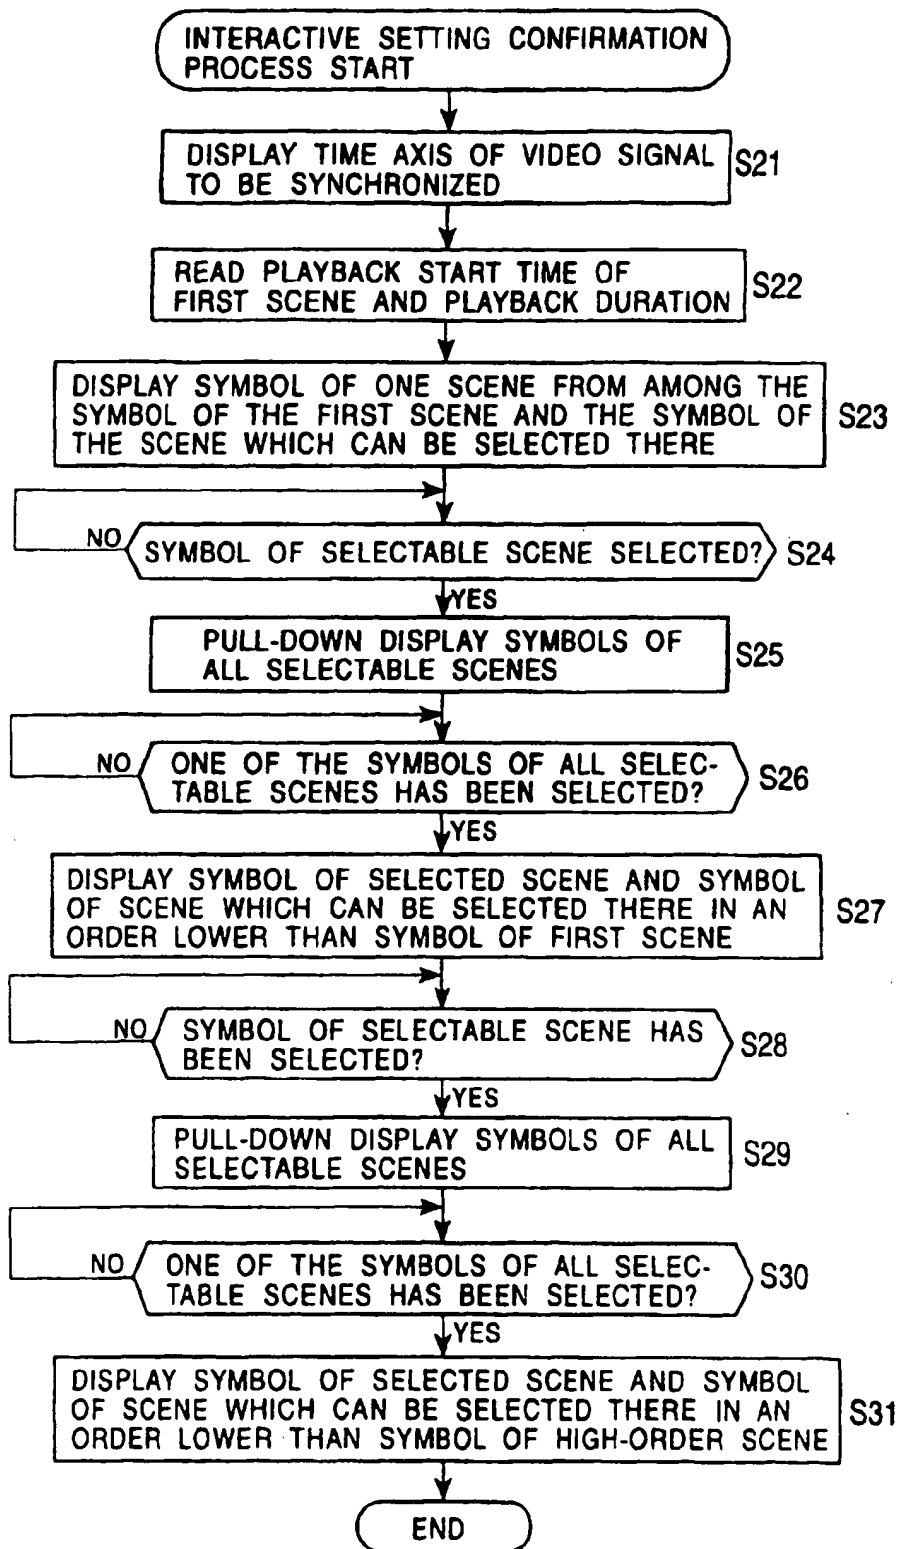 INTERACTIVE SETTING CONFIRMATION
PROCESS START
DISPLAY TIME AXIS OF VIDEO SIGNAL
TO BE SYNCHRONIZED
S21
READ PLAYBACK START TIME OF
FIRST SCENE AND PLAYBACK DURATION
S22
DISPLAY SYMBOL OF ONE SCENE FROM AMONG THE
SYMBOL OF THE FIRST SCENE AND THE SYMBOL OF
THE SCENE WHICH CAN BE SELECTED THERE
S23
NO
SYMBOL OF SELECTABLE SCENE SELECTED?
S24
YES
PULL-DOWN DISPLAY SYMBOLS OF
ALL SELECTABLE SCENES
S25
NO
ONE OF THE SYMBOLS OF ALL SELEC-
TABLE SCENES HAS BEEN SELECTED?
S26
YES
DISPLAY SYMBOL OF SELECTED SCENE AND SYMBOL
OF SCENE WHICH CAN BE SELECTED THERE IN AN
ORDER LOWER THAN SYMBOL OF FIRST SCENE
S27
NO
SYMBOL OF SELECTABLE SCENE HAS
BEEN SELECTED?
S28
YES
PULL-DOWN DISPLAY SYMBOLS OF ALL
SELECTABLE SCENES
S29
NO
ONE OF THE SYMBOLS OF ALL SELEC-
TABLE SCENES HAS BEEN SELECTED?
S30
YES
DISPLAY SYMBOL OF SELECTED SCENE AND SYMBOL
OF SCENE WHICH CAN BE SELECTED THERE IN AN
ORDER LOWER THAN SYMBOL OF HIGH-ORDER SCENE
S31
END